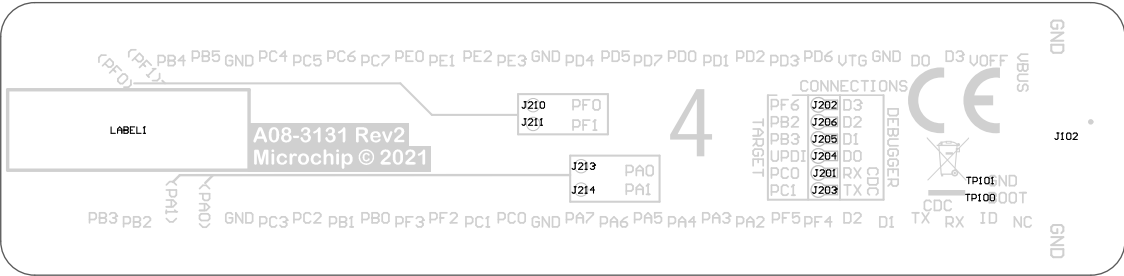 GND
(PF0) (PF1) PB4 PB5 GND PC4 PC5 PC6 PC7 PE0 PE1 PE2 PE3 GND PD4 PD5 PD7 PD0 PD1 PD2 PD3 PD6 VTG GND D0 D3 VOFF VBUS
CONNECTIONS
J210 PF0
J211 PF1
4
TARGET
PF6 J202 D3
PB2 J206 D2
PB3 J205 D1
UPDI J204 D0
PC0 J201 RX
PC1 J203 TX
CDC
DEBUGGER
CE
J102
LABEL1
A08-3131 Rev2
Microchip © 2021
J213 PA0
J214 PA1
TP101 GND
TP100 BOOT
CDC
(PA1) (PA0)
PB3 PB2 GND PC3 PC2 PB1 PB0 PF3 PF2 PC1 PC0 GND PA7 PA6 PA5 PA4 PA3 PA2 PF5 PF4 D2 D1 TX RX ID NC
GND